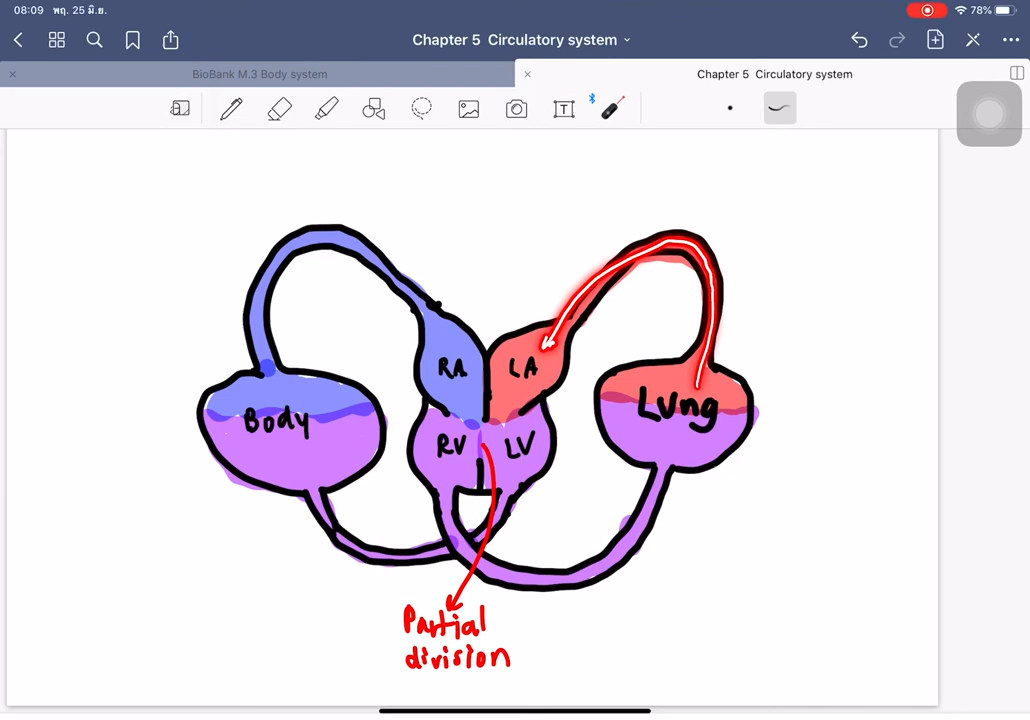 08:09 พฤ. 25 มิ.ย.
78%
Chapter 5 Circulatory system
BioBank M.3 Body system
Chapter 5 Circulatory system
T
RA
LA
Body
RV
LV
Lung
Partial
division